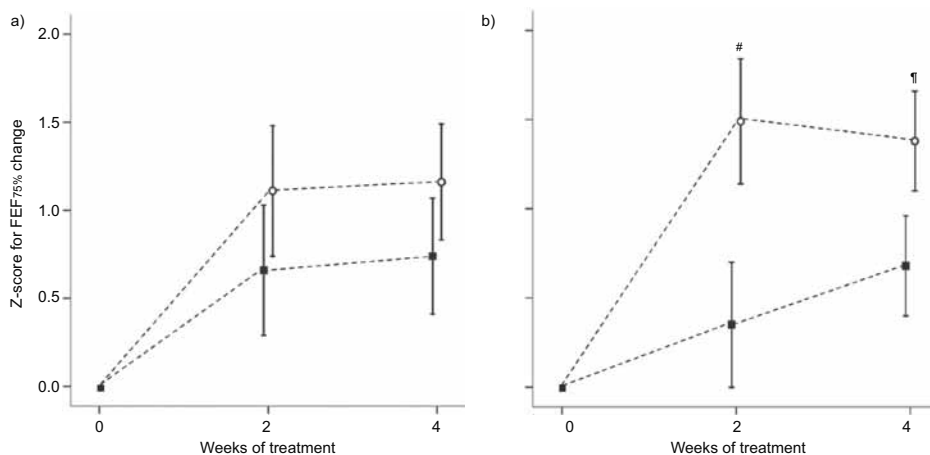 a)
2.0
1.5
1.0
0.5
0.0
Z-score for FEF75% change
0
2
4
Weeks of treatment
b)
#
¶
0
2
4
Weeks of treatment